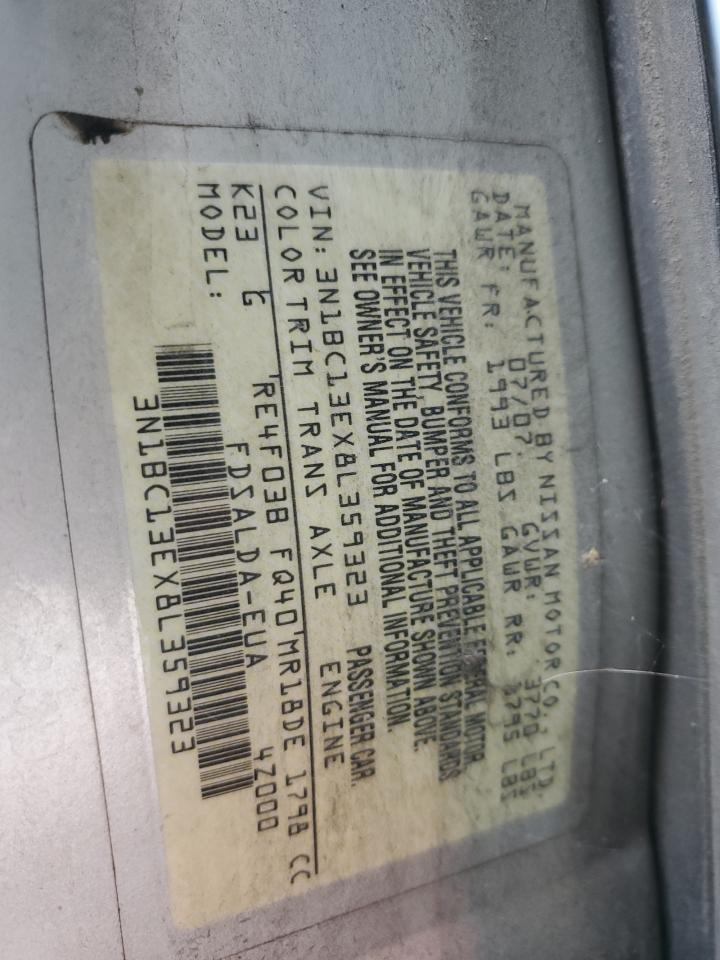 MANUFACTURED BY NISSAN MOTOR CO., LTD.
DATE: 07/07. GVWR: 3770 LBS
GAWR FR: 1993 LBS GAWR RR: 1795 LBS
THIS VEHICLE CONFORMS TO ALL APPLICABLE FEDERAL MOTOR
VEHICLE SAFETY, BUMPER AND THEFT PREVENTION STANDARDS
IN EFFECT ON THE DATE OF MANUFACTURE SHOWN ABOVE.
SEE OWNER'S MANUAL FOR ADDITIONAL INFORMATION.
VIN: 3N1BC13EX8L359323 PASSENGER CAR.
COLOR TRIM TRANS AXLE ENGINE
K23 G RE4F03B FQ40 MR18DE 1798 CC
MODEL: FDSALDA-EUA 4Z000
3N1BC13EX8L359323